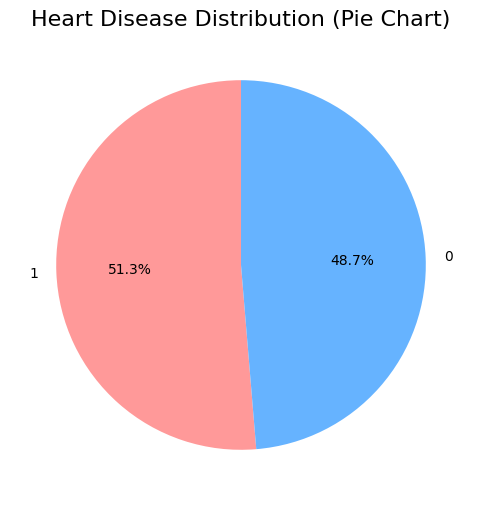 Heart Disease Distribution (Pie Chart)
48.7%
0
1
51.3%